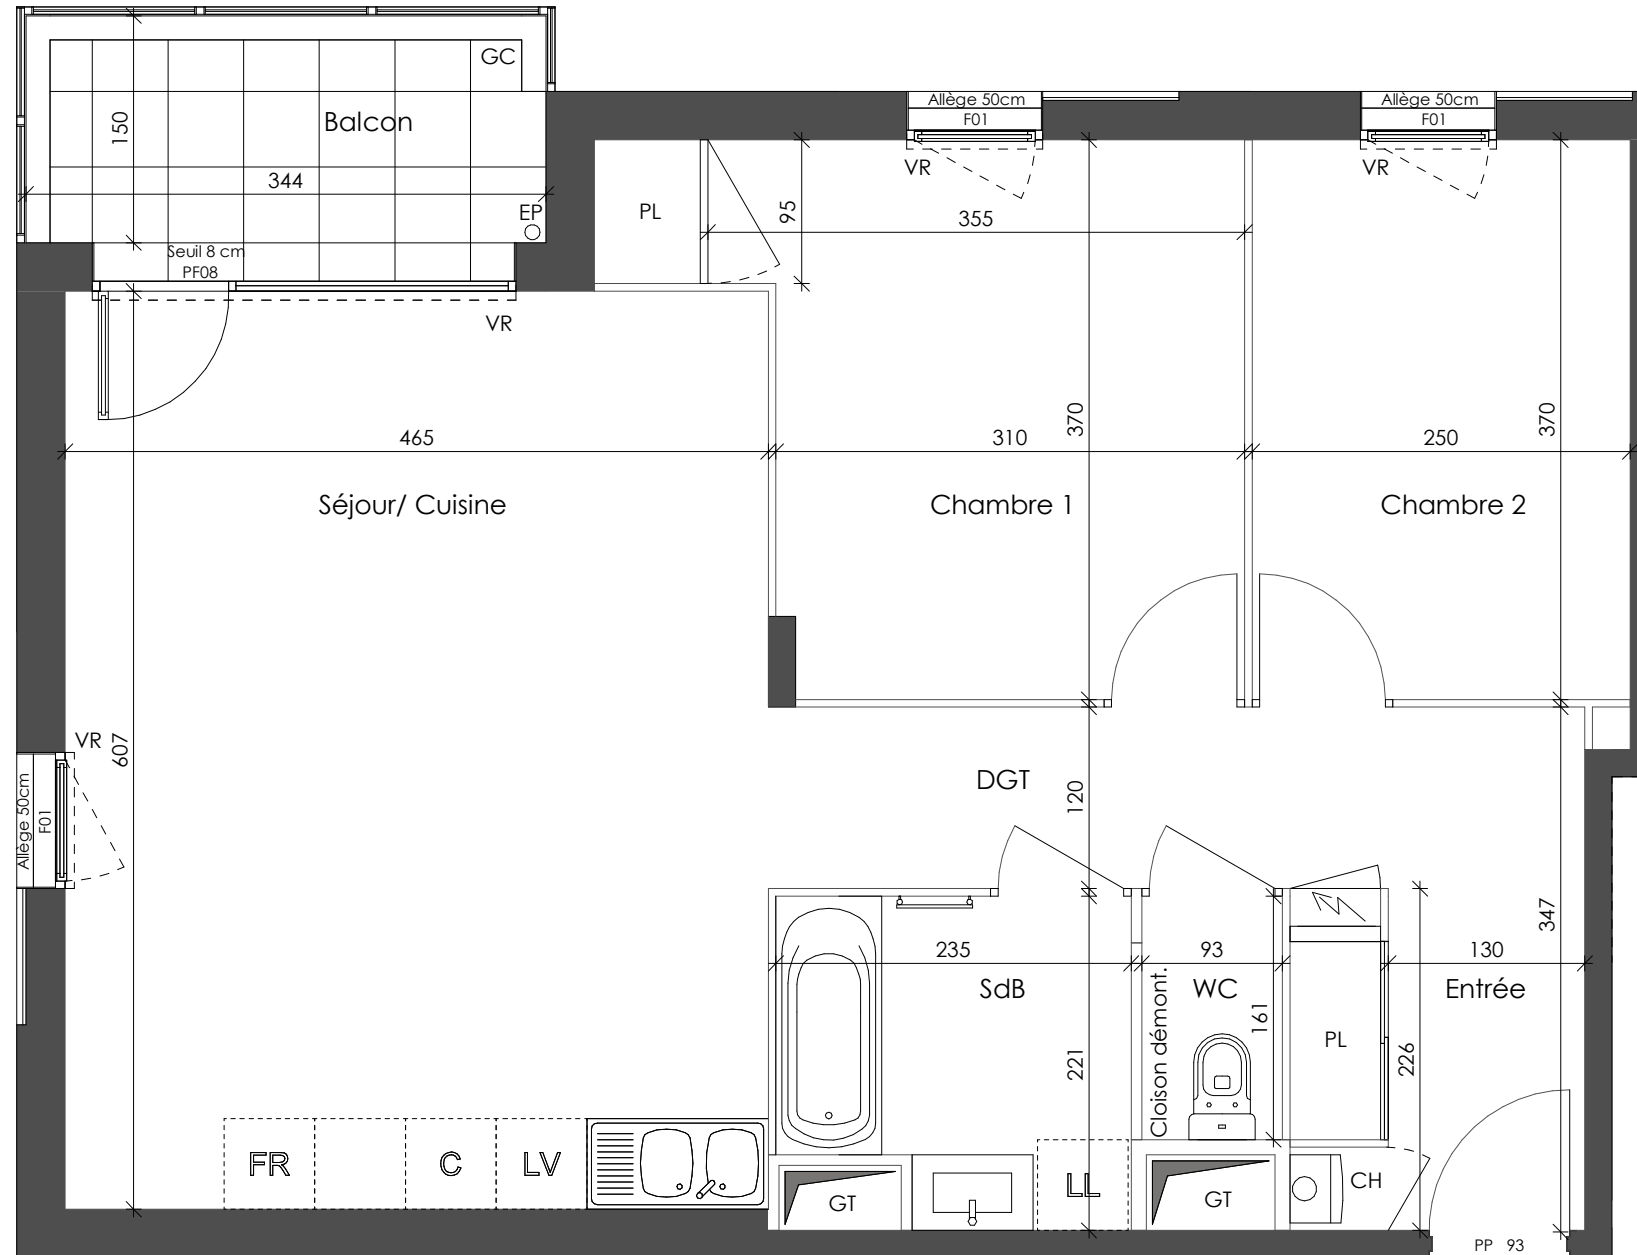 GC
Allège 50cm
F01
Allège 50cm
F01
Balcon
150
344
EP
Seuil 8 cm
PF08
VR
PL
95
VR
355
VR
370
370
465
310
250
Séjour/ Cuisine
Chambre 1
Chambre 2
VR
607
Allège 50cm
F01
DGT
120
347
235
93
130
SdB
WC
Entrée
Cloison démont.
161
PL
221
226
FR
C
LV
GT
LL
GT
CH
PP 93